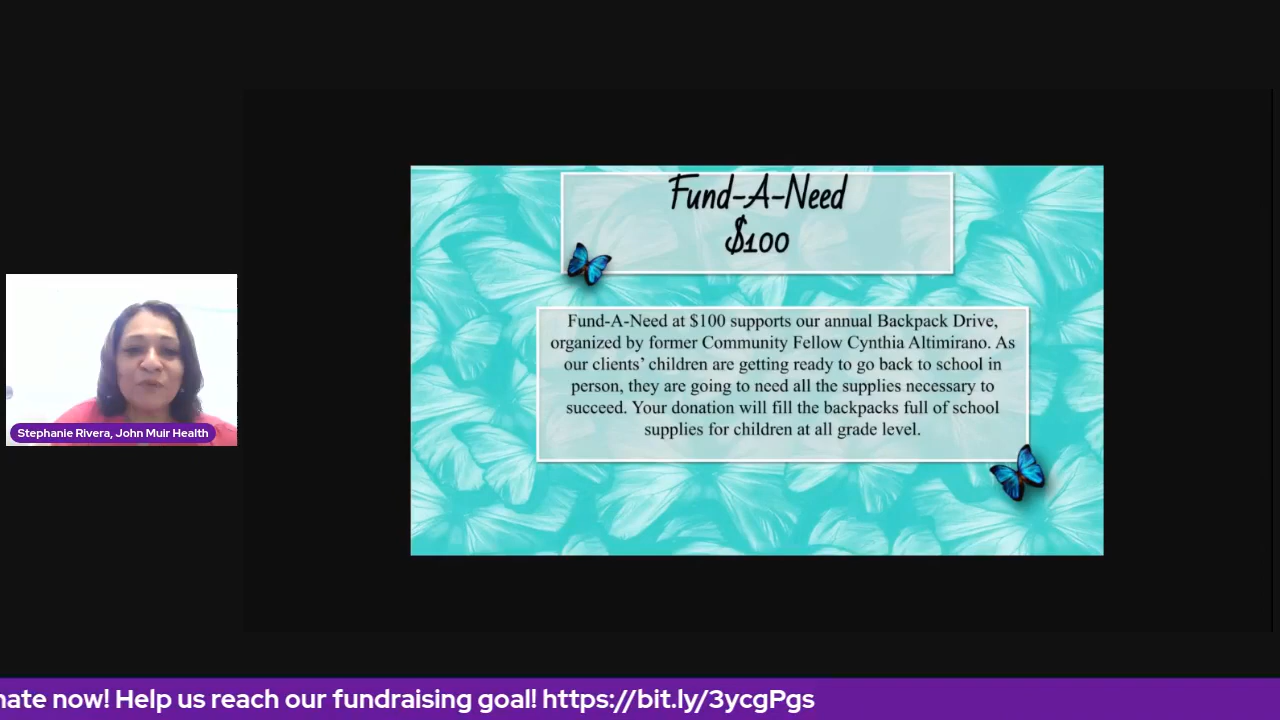 Fund-A-Need
$100
Fund-A-Need at $100 supports our annual Backpack Drive,
organized by former Community Fellow Cynthia Altimirano. As
our clients’ children are getting ready to go back to school in
person, they are going to need all the supplies necessary to
succeed. Your donation will fill the backpacks full of school
supplies for children at all grade level.
Stephanie Rivera, John Muir Health
nate now! Help us reach our fundraising goal! https://bit.ly/3ycgPgs